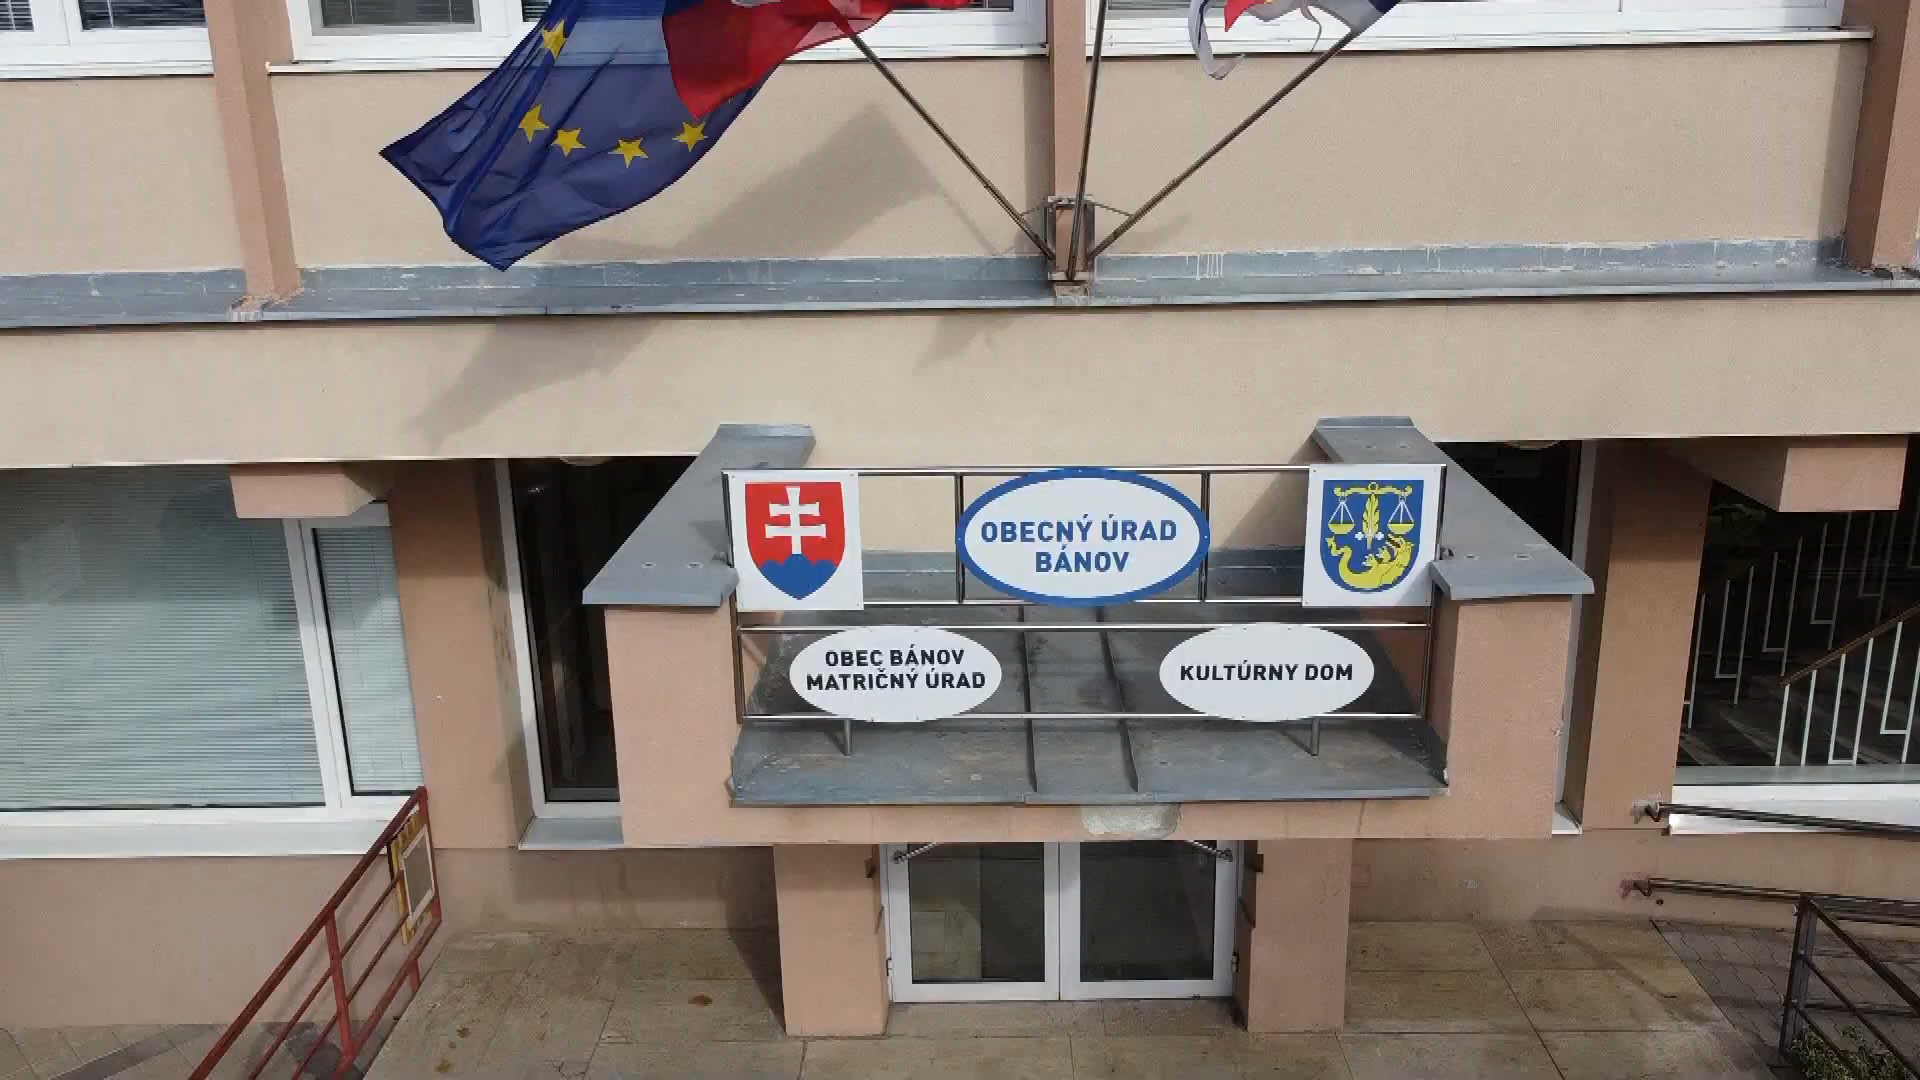 OBECNÝ ÚRAD
BÁNOV
OBEC BÁNOV
MATRIČNÝ ÚRAD
KULTÚRNY DOM